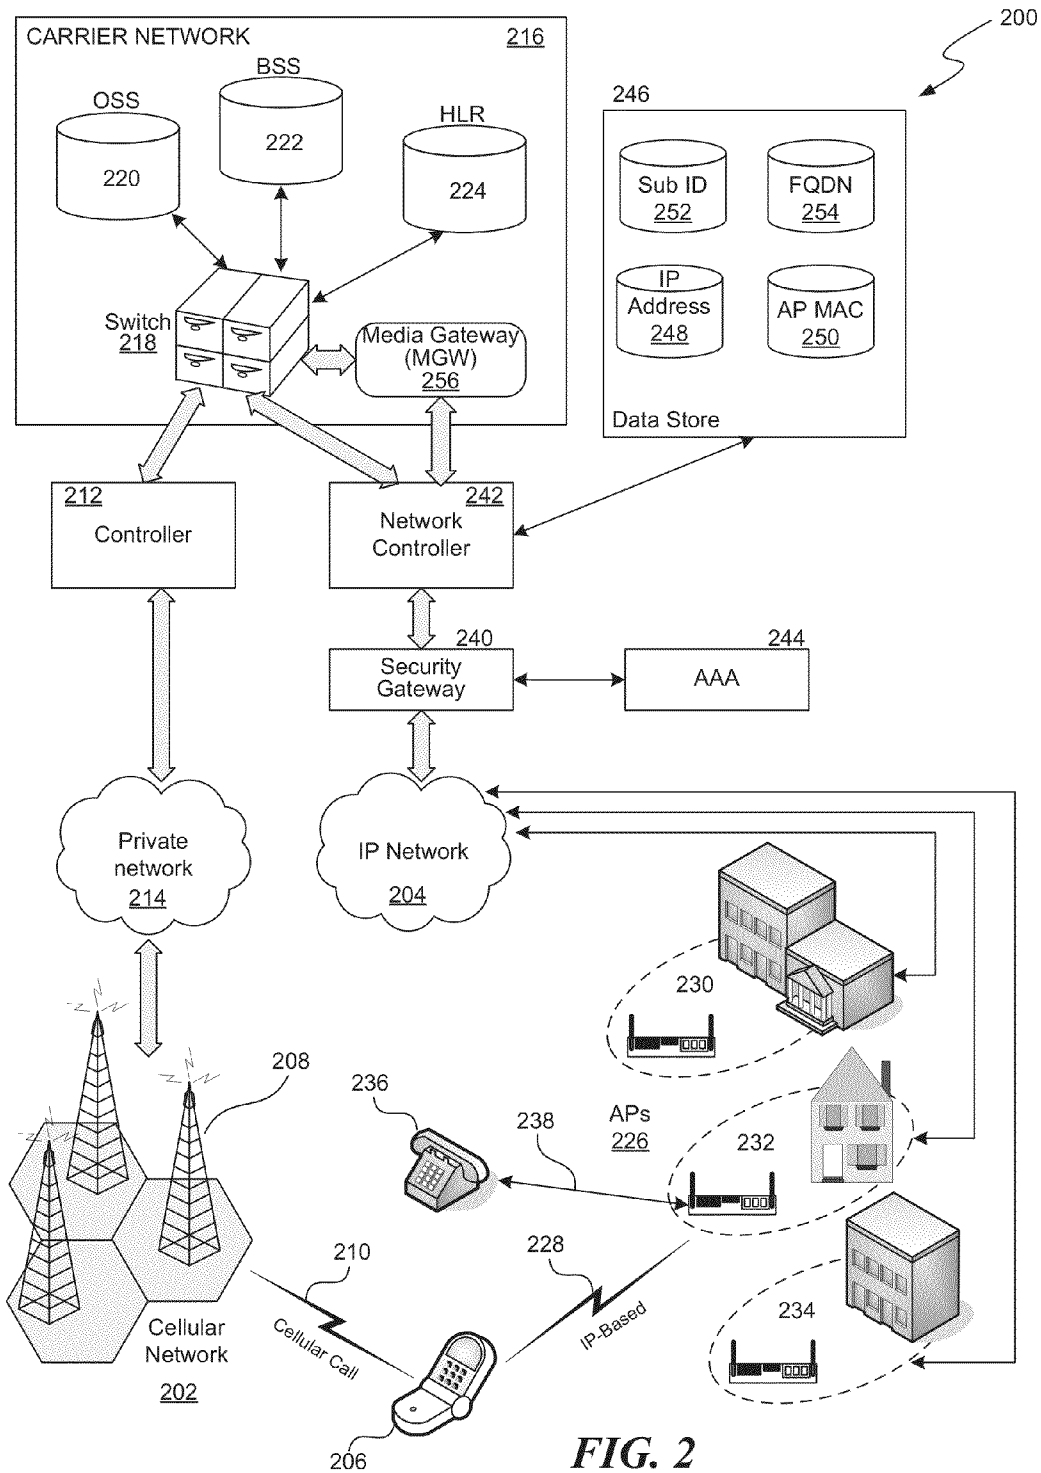 200
CARRIER NETWORK 216
BSS
OSS
HLR
222
220
224
Switch
218
Media Gateway
(MGW)
256
246
Sub ID
252
FQDN
254
IP
Address
248
AP MAC
250
Data Store
212
Controller
242
Network
Controller
240
Security
Gateway
244
AAA
Private
network
214
IP Network
204
230
208
236
238
APs
226
232
210
228
234
Cellular Call
IP-Based
Cellular
Network
202
206
FIG. 2